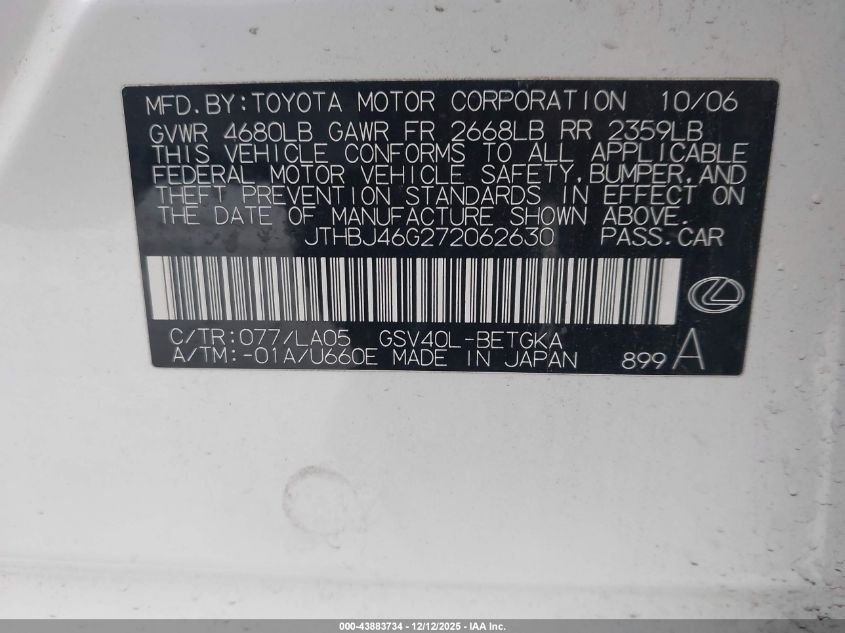 MFD.BY:TOYOTA MOTOR CORPORATION 10/06
GVWR 4680LB GAWR FR 2668LB RR 2359LB
THIS VEHICLE CONFORMS TO ALL APPLICABLE
FEDERAL MOTOR VEHICLE SAFETY,BUMPER,AND
THEFT PREVENTION STANDARDS IN EFFECT ON
THE DATE OF MANUFACTURE SHOWN ABOVE.
JTHBJ46G272062630 PASS.CAR
C/TR:077/LA05 GSV40L-BETGKA
A/TM:-01A/U660E MADE IN JAPAN 899A
000-43883734 - 12/12/2025 - IAA Inc.